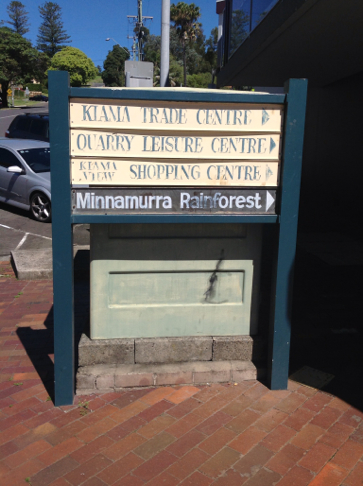 KIAMA TRADE CENTRE
QUARRY LEISURE CENTRE
KIAMA VIEW SHOPPING CENTRE
Minnamurra Rainforest